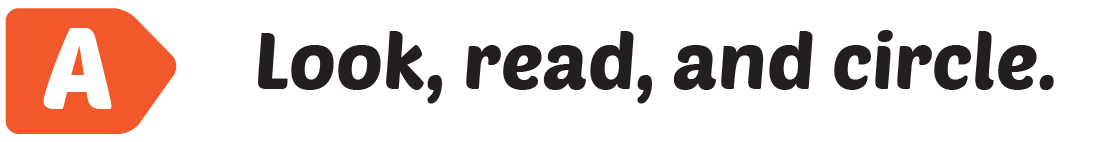 A Look, read, and circle.